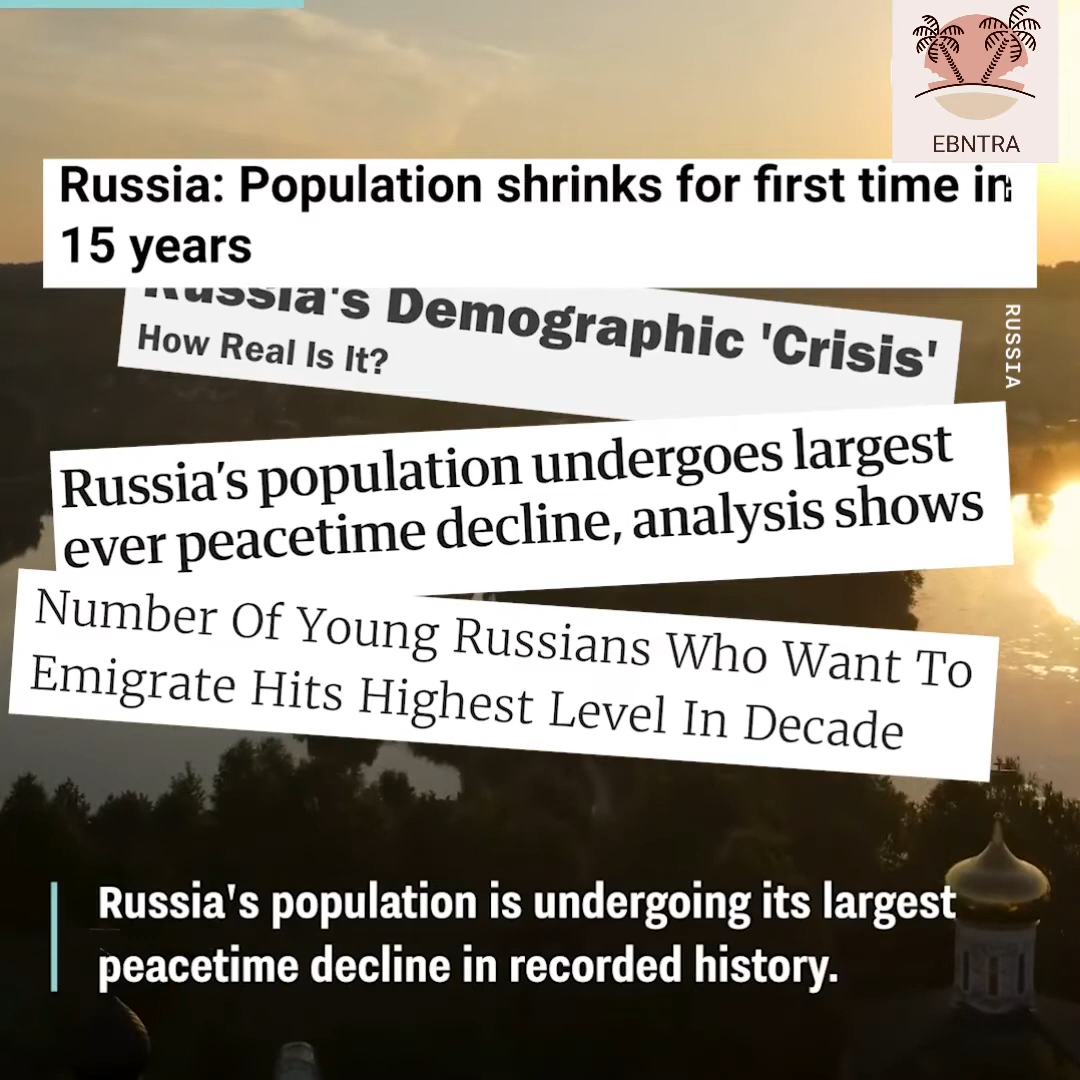 EBNTRA
Russia: Population shrinks for first time in
15 years
Russia's Demographic 'Crisis'
How Real Is It?
RUSSIA
Russia's population undergoes largest
ever peacetime decline, analysis shows
Number Of Young Russians Who Want To
Emigrate Hits Highest Level In Decade
Russia's population is undergoing its largest
peacetime decline in recorded history.